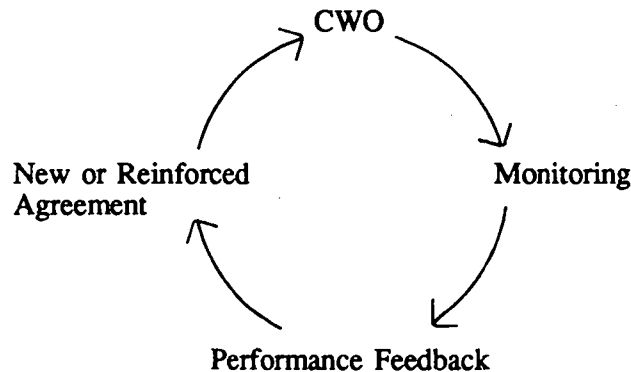 CWO
New or Reinforced
Agreement
Monitoring
Performance Feedback